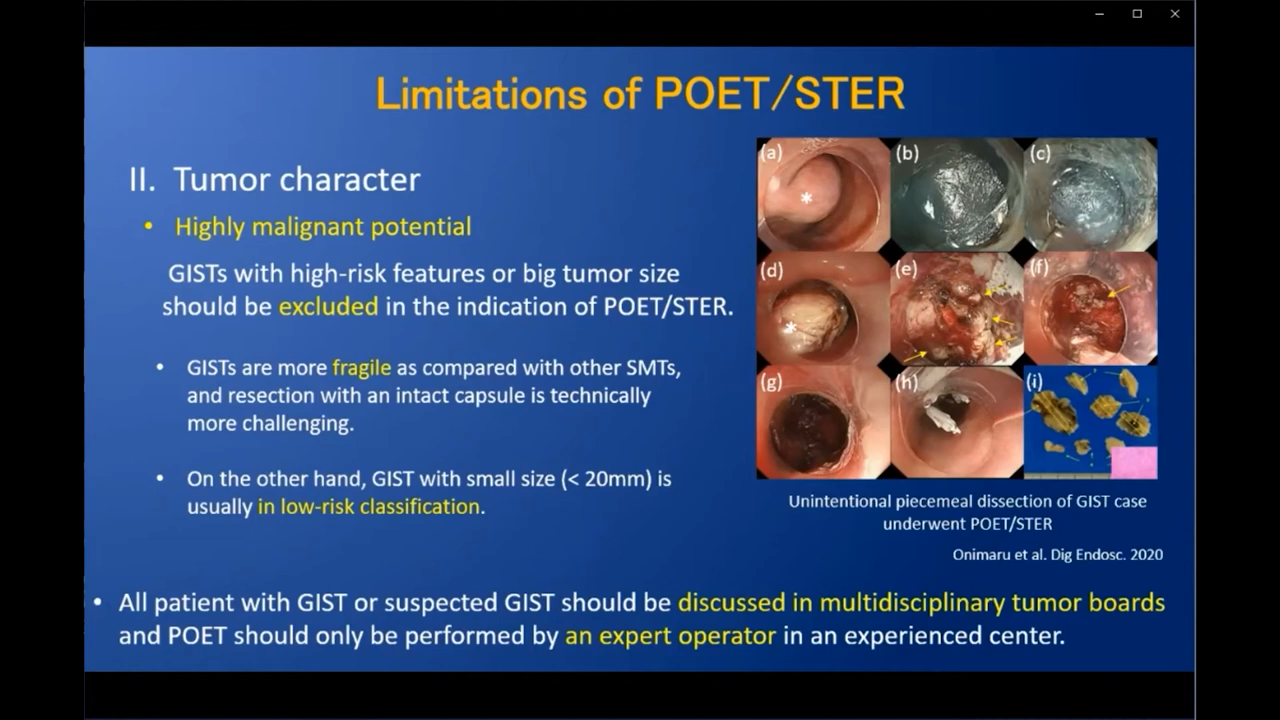 Limitations of POET/STER
II. Tumor character
• Highly malignant potential
GISTs with high-risk features or big tumor size
should be excluded in the indication of POET/STER.
• GISTs are more fragile as compared with other SMTs,
and resection with an intact capsule is technically
more challenging.
• On the other hand, GIST with small size (< 20mm) is
usually in low-risk classification.
(a) (b) (c)
(d) (e) (f)
(g) (h) (i)
Unintentional piecemeal dissection of GIST case
underwent POET/STER
Onimaru et al. Dig Endosc. 2020
• All patient with GIST or suspected GIST should be discussed in multidisciplinary tumor boards
and POET should only be performed by an expert operator in an experienced center.